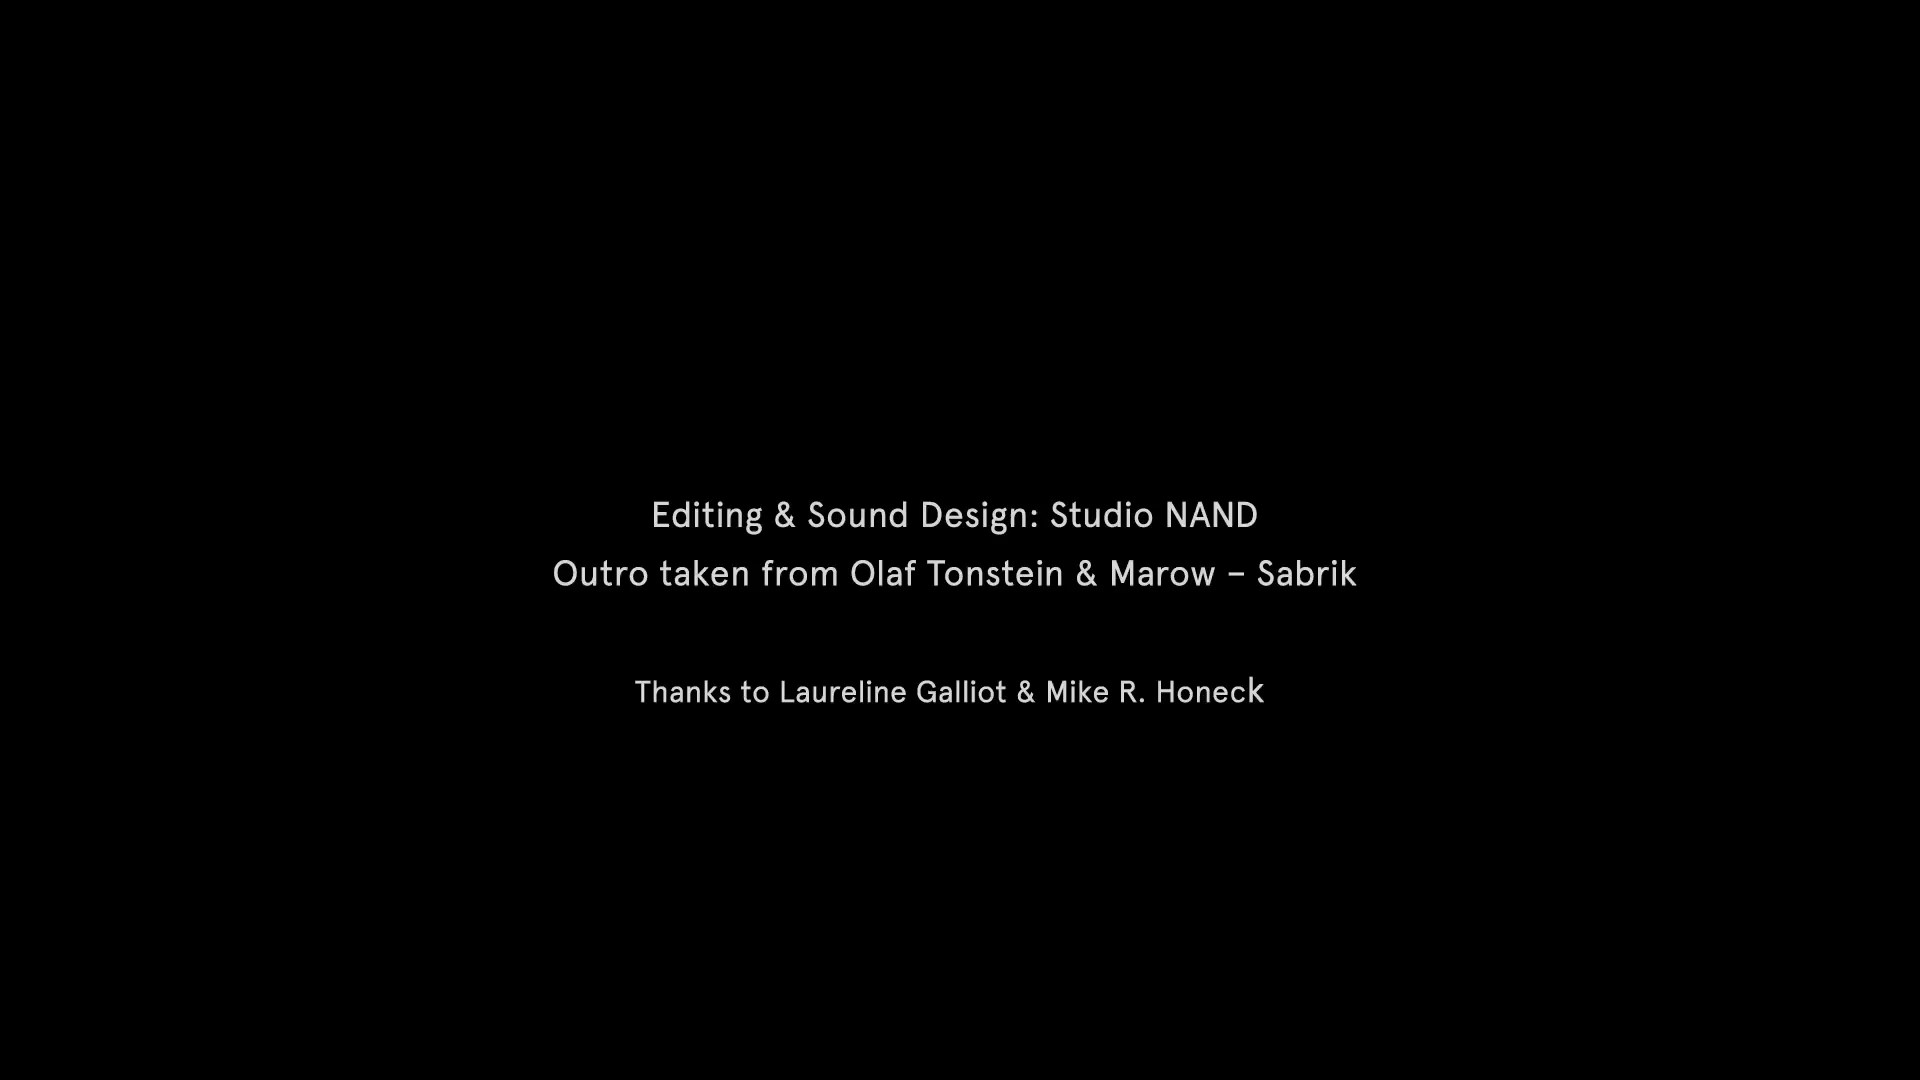 Editing & Sound Design: Studio NAND
Outro taken from Olaf Tonstein & Marow – Sabrik
Thanks to Laureline Galliot & Mike R. Honeck